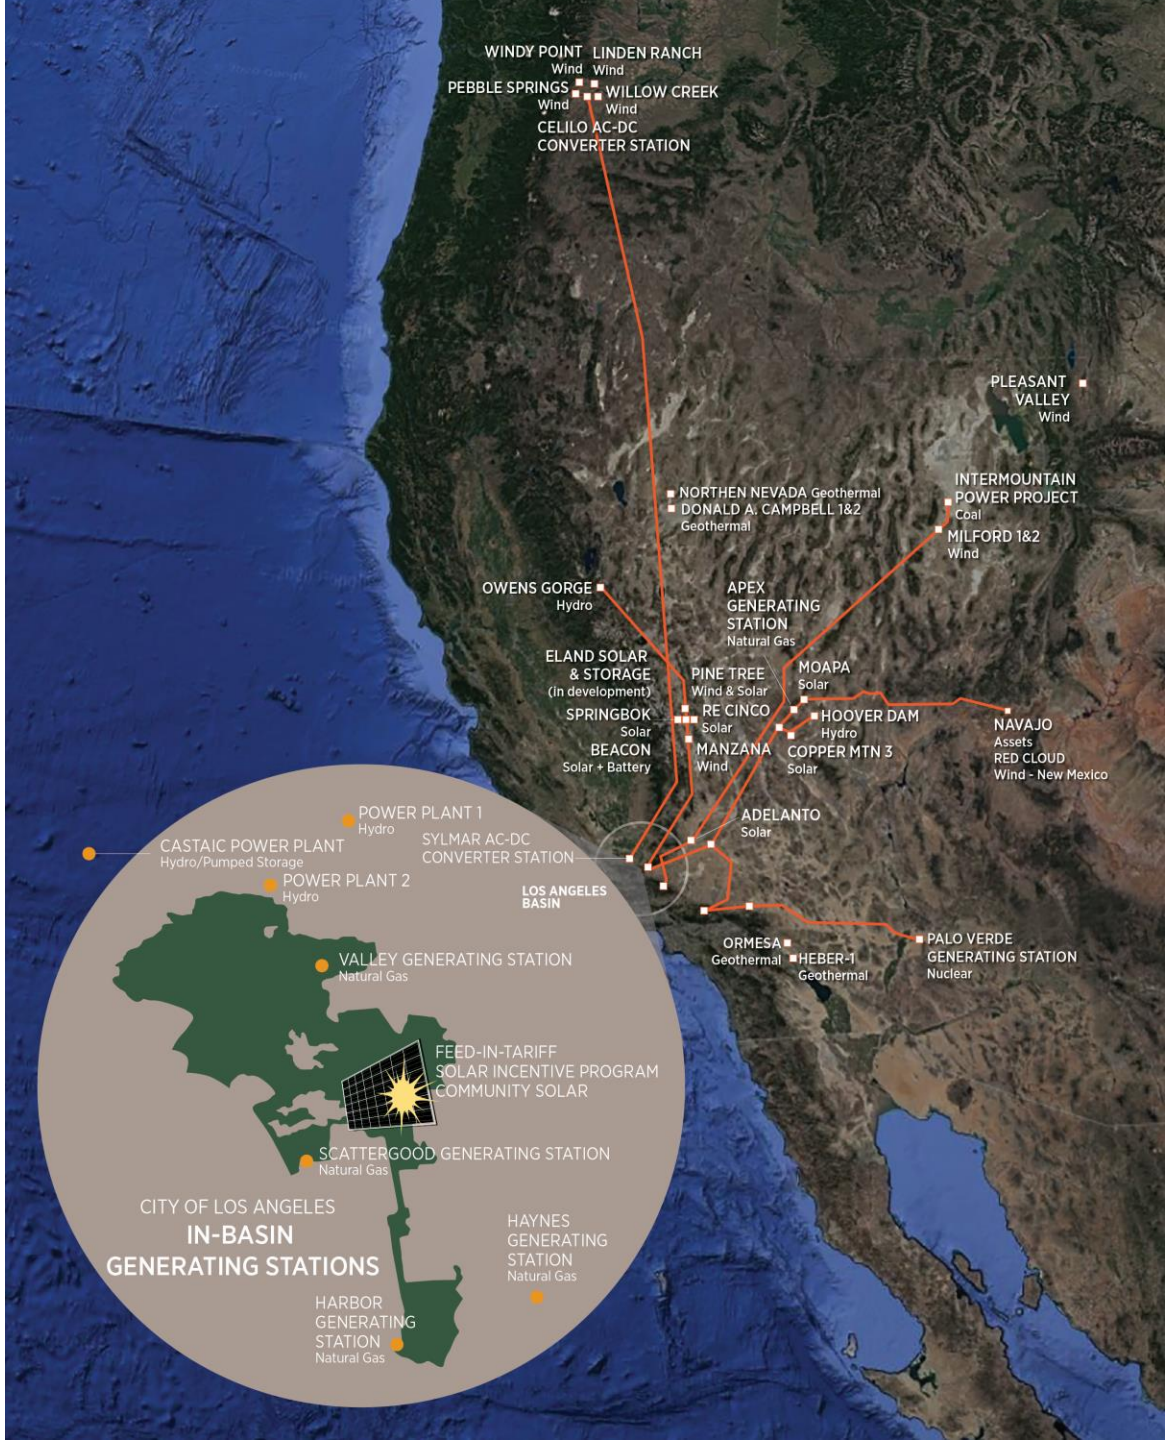 WINDY POINT
Wind
LINDEN RANCH
Wind
PEBBLE SPRINGS
Wind
WILLOW CREEK
Wind
CELILO AC-DC
CONVERTER STATION
PLEASANT
VALLEY
Wind
INTERMOUNTAIN
POWER PROJECT
Coal
MILFORD 1&2
Wind
NORTHEN NEVADA Geothermal
DONALD A. CAMPBELL 1&2
Geothermal
OWENS GORGE
Hydro
APEX
GENERATING
STATION
Natural Gas
ELAND SOLAR
& STORAGE
(in development)
PINE TREE
Wind & Solar
MOAPA
Solar
SPRINGBOK
Solar
RE CINCO
Solar
HOOVER DAM
Hydro
NAVAJO
Assets
RED CLOUD
Wind - New Mexico
BEACON
Solar + Battery
MANZANA
Wind
COPPER MTN 3
Solar
ADELANTO
Solar
SYLMAR AC-DC
CONVERTER STATION
LOS ANGELES
BASIN
ORMESA
Geothermal
HEBER-1
Geothermal
PALO VERDE
GENERATING STATION
Nuclear
POWER PLANT 1
Hydro
CASTAIC POWER PLANT
Hydro/Pumped Storage
POWER PLANT 2
Hydro
VALLEY GENERATING STATION
Natural Gas
FEED-IN-TARIFF
SOLAR INCENTIVE PROGRAM
COMMUNITY SOLAR
SCATTERGOOD GENERATING STATION
Natural Gas
CITY OF LOS ANGELES
IN-BASIN
GENERATING STATIONS
HAYNES
GENERATING
STATION
Natural Gas
HARBOR
GENERATING
STATION
Natural Gas